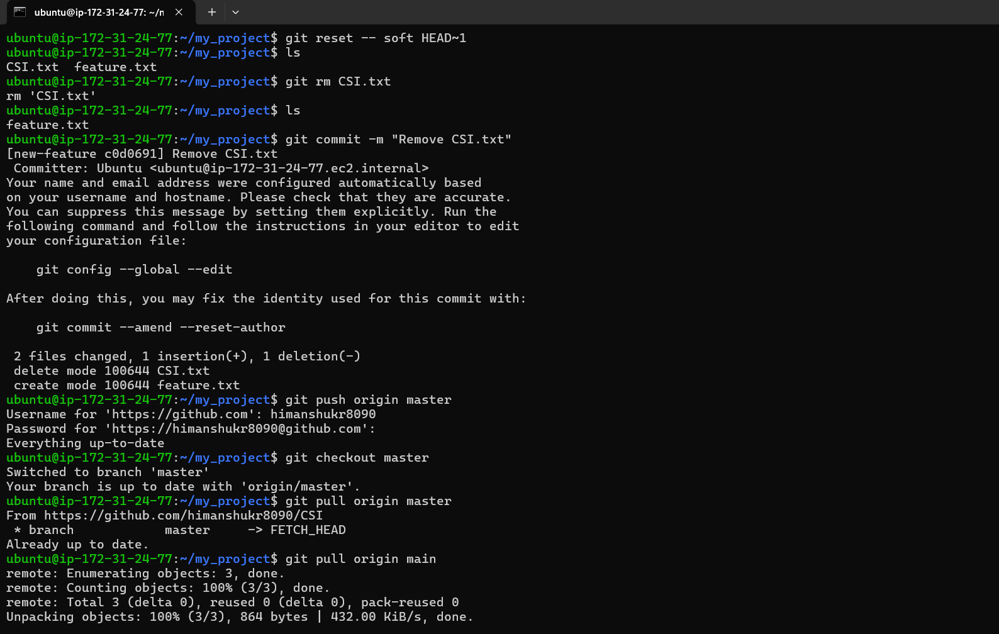 ubuntu@ip-172-31-24-77: ~/n
ubuntu@ip-172-31-24-77:~/my_project$ git reset -- soft HEAD~1
ubuntu@ip-172-31-24-77:~/my_project$ ls
CSI.txt  feature.txt
ubuntu@ip-172-31-24-77:~/my_project$ git rm CSI.txt
rm 'CSI.txt'
ubuntu@ip-172-31-24-77:~/my_project$ ls
feature.txt
ubuntu@ip-172-31-24-77:~/my_project$ git commit -m "Remove CSI.txt"
[new-feature c0d0691] Remove CSI.txt
 Committer: Ubuntu <ubuntu@ip-172-31-24-77.ec2.internal>
Your name and email address were configured automatically based
on your username and hostname. Please check that they are accurate.
You can suppress this message by setting them explicitly. Run the
following command and follow the instructions in your editor to edit
your configuration file:
    git config --global --edit
After doing this, you may fix the identity used for this commit with:
    git commit --amend --reset-author
 2 files changed, 1 insertion(+), 1 deletion(-)
 delete mode 100644 CSI.txt
 create mode 100644 feature.txt
ubuntu@ip-172-31-24-77:~/my_project$ git push origin master
Username for 'https://github.com': himanshukr8090
Password for 'https://himanshukr8090@github.com':
Everything up-to-date
ubuntu@ip-172-31-24-77:~/my_project$ git checkout master
Switched to branch 'master'
Your branch is up to date with 'origin/master'.
ubuntu@ip-172-31-24-77:~/my_project$ git pull origin master
From https://github.com/himanshukr8090/CSI
 * branch            master     -> FETCH_HEAD
Already up to date.
ubuntu@ip-172-31-24-77:~/my_project$ git pull origin main
remote: Enumerating objects: 3, done.
remote: Counting objects: 100% (3/3), done.
remote: Total 3 (delta 0), reused 0 (delta 0), pack-reused 0
Unpacking objects: 100% (3/3), 864 bytes | 432.00 KiB/s, done.